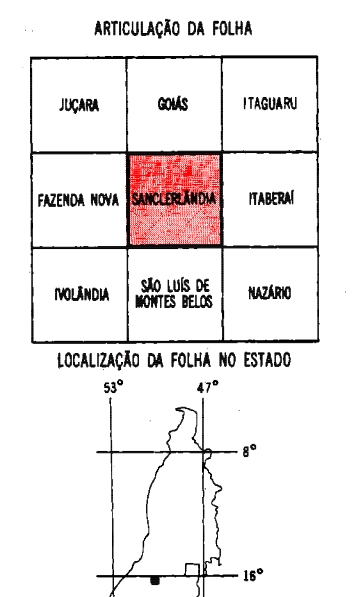 ARTICULAÇÃO DA FOLHA
JUÇARA GOIÁS ITAGUARU
FAZENDA NOVA SANCLERLÂNDIA ITABERAÍ
IVOLÂNDIA SÃO LUÍS DE MONTES BELOS NAZÁRIO
LOCALIZAÇÃO DA FOLHA NO ESTADO
53° 47°
8°
16°